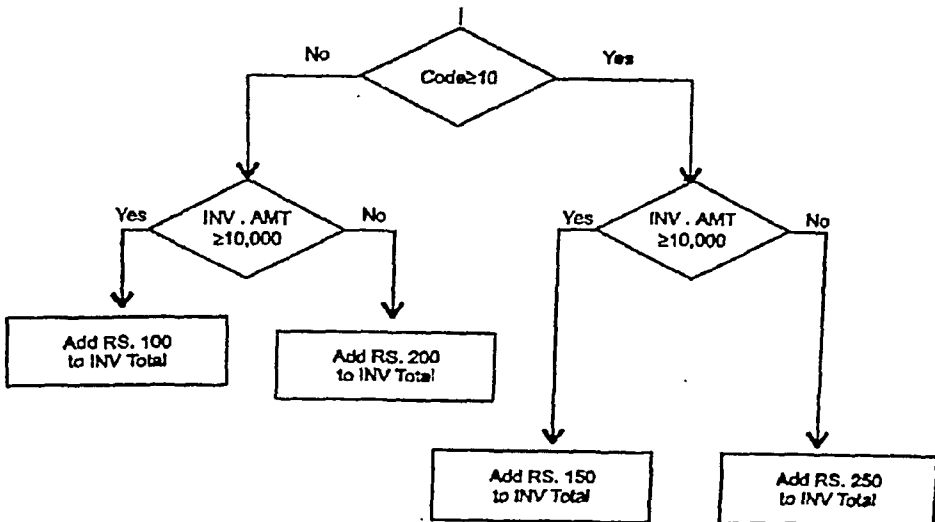 No
Code≥10
Yes
Yes
INV . AMT
≥10,000
No
Yes
INV . AMT
≥10,000
No
Add RS. 100
to INV Total
Add RS. 200
to INV Total
Add RS. 150
to INV Total
Add RS. 250
to INV Total